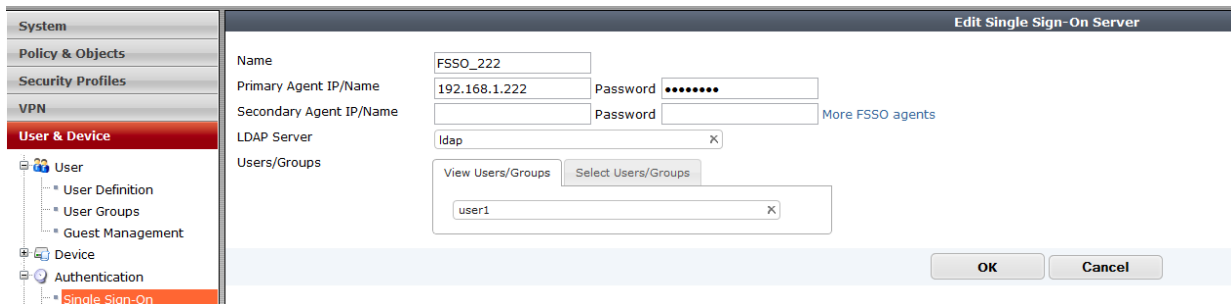 System
Policy & Objects
Security Profiles
VPN
User & Device
User
User Definition
User Groups
Guest Management
Device
Authentication
Single Sign-On
Edit Single Sign-On Server
Name FSSO_222
Primary Agent IP/Name 192.168.1.222 Password ••••••••
Secondary Agent IP/Name Password More FSSO agents
LDAP Server ldap
Users/Groups View Users/Groups Select Users/Groups
user1
OK Cancel